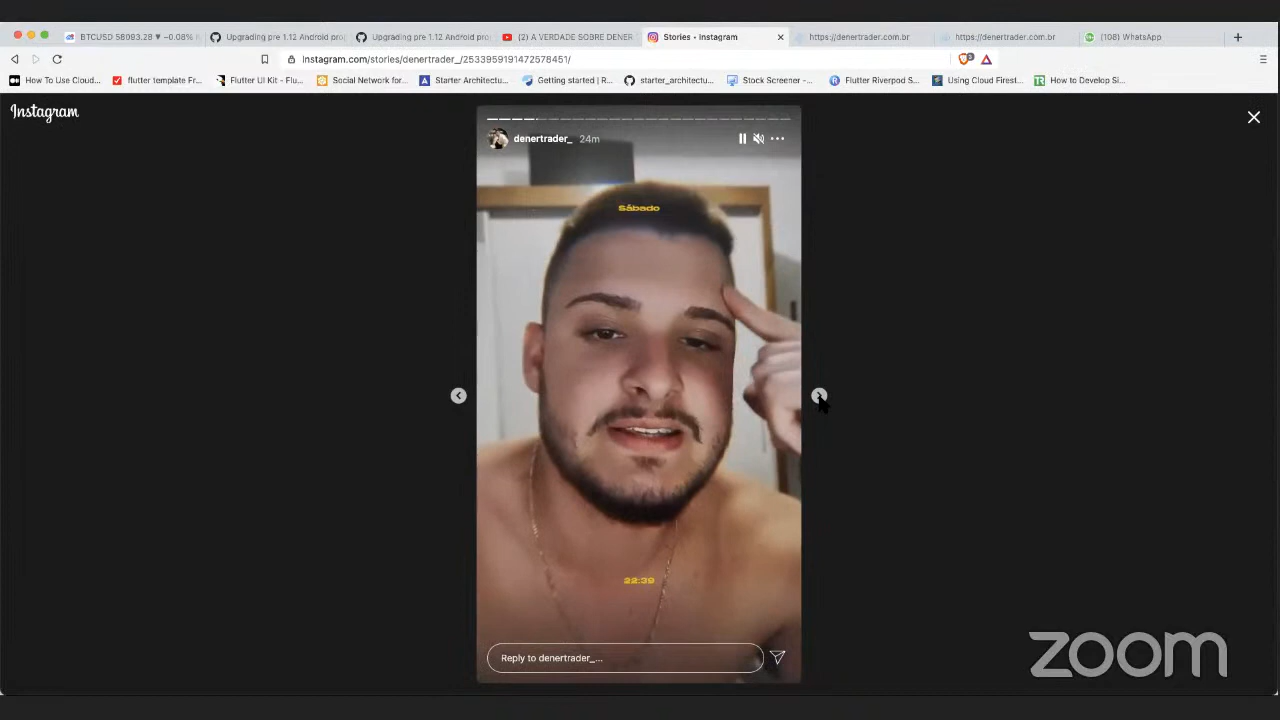 BTCUSD 58093.28 ▼ −0.08%
Upgrading pre 1.12 Android pro
Upgrading pre 1.12 Android pro
(2) A VERDADE SOBRE DENER
Stories • Instagram
https://denertrader.com.br
https://denertrader.com.br
(108) WhatsApp
instagram.com/stories/denertrader_/2533959191472578451/
How To Use Cloud...
flutter template Fr...
Flutter UI Kit - Flu...
Social Network for...
Starter Architectu...
Getting started | R...
starter_architectu...
Stock Screener -...
Flutter Riverpod S...
Using Cloud Firest...
How to Develop Si...
Instagram
denertrader_ 24m
Sábado
22:39
Reply to denertrader_...
zoom